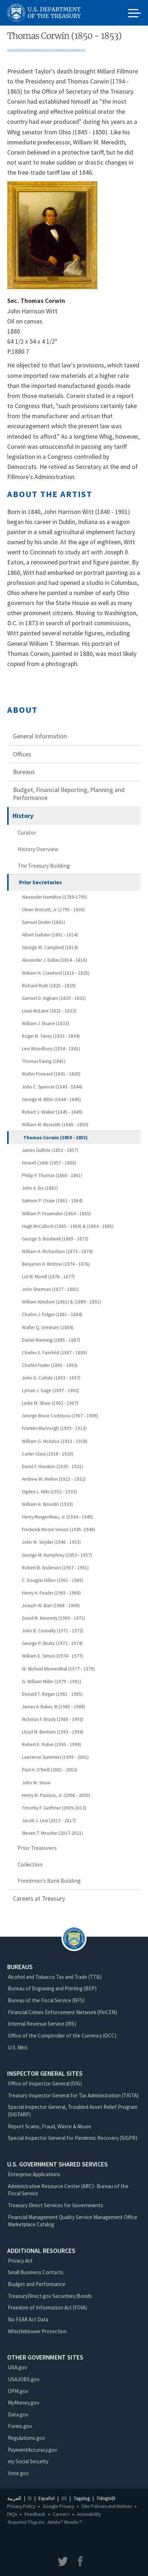 U.S. DEPARTMENT
OF THE TREASURY
Thomas Corwin (1850 - 1853)
President Taylor's death brought Millard Fillmore
to the Presidency and Thomas Corwin (1794 -
1865) to the Office of Secretary of the Treasury.
Corwin had established himself as "the most
captivating and the most effective political orator
the country had ever produced" during his years as a
Whig senator from Ohio (1845 - 1850). Like his
immediate predecessor, William M. Meredith,
Corwin believed in a protective tariff, but he did
not want to make sudden or drastic changes in
the free-trade tariff law of 1846.
Sec. Thomas Corwin
John Harrison Witt
Oil on canvas
1880
64 1/2 x 54 x 4 1/2"
P.1880.7
He objected to the law's provisions, which taxed
some imported raw materials at a higher rate
than the imported goods which had been made
from those materials. Corwin stated in a report
to Congress that, "such provisions certainly take
from the manufacturer and artisan that
encouragement which the present law was
intended to afford." As a longtime Whig, however,
Corwin was not successful in passing any tariff
legislation in a Congress controlled by
Democrats. He retired as Secretary at the end of
Fillmore's Administration.
ABOUT THE ARTIST
Born in 1840, John Harrison Witt (1840 - 1901)
began his career in Dublin, Indiana as a wagon
painter in an agricultural implement shop, which
was owned by his uncle. At the age of eighteen, Witt
went to Cincinnati to study art with Joseph O.
Eaton, a renowned portrait and figure painter. By
1860, Witt had embarked on a portrait painting a
profession and had opened a studio in Columbus,
where he executed likenesses of several Ohio
governors for the State House as well as many
other prominent citizens. Moving to Washington,
D.C. in 1873 in search of portrait commissions,
Witt painted several notable figures, including
General William T. Sherman. His oil portrait of
Thomas Corwin, painted in 1880, was most likely
executed from a photograph.
ABOUT
General Information
Offices
Bureaus
Budget, Financial Reporting, Planning and
Performance
History
Curator
History Overview
The Treasury Building
Prior Secretaries
Alexander Hamilton (1789-1795)
Oliver Wolcott, Jr. (1795 - 1800)
Samuel Dexter (1801)
Albert Gallatin (1801 - 1814)
George W. Campbell (1814)
Alexander J. Dallas (1814 - 1816)
William H. Crawford (1816 - 1825)
Richard Rush (1825 - 1829)
Samuel D. Ingham (1829 - 1831)
Louis McLane (1831 - 1833)
William J. Duane (1833)
Roger B. Taney (1833 - 1834)
Levi Woodbury (1834 - 1841)
Thomas Ewing (1841)
Walter Forward (1841 - 1843)
John C. Spencer (1843 - 1844)
George M. Bibb (1844 - 1845)
Robert J. Walker (1845 - 1849)
William M. Meredith (1849 - 1850)
Thomas Corwin (1850 - 1853)
James Guthrie (1853 - 1857)
Howell Cobb (1857 - 1860)
Philip F. Thomas (1860 - 1861)
John A. Dix (1861)
Salmon P. Chase (1861 - 1864)
William P. Fessenden (1864 - 1865)
Hugh McCulloch (1865 - 1869) & (1884 - 1885)
George S. Boutwell (1869 - 1873)
William A. Richardson (1873 - 1874)
Benjamin H. Bristow (1874 - 1876)
Lot M. Morrill (1876 - 1877)
John Sherman (1877 - 1881)
William Windom (1881) & (1889 - 1891)
Charles J. Folger (1881 - 1884)
Walter Q. Gresham (1884)
Daniel Manning (1885 - 1887)
Charles S. Fairchild (1887 - 1889)
Charles Foster (1891 - 1893)
John G. Carlisle (1893 - 1897)
Lyman J. Gage (1897 - 1902)
Leslie M. Shaw (1902 - 1907)
George Bruce Cortelyou (1907 - 1909)
Franklin MacVeagh (1909 - 1913)
William G. McAdoo (1913 - 1918)
Carter Glass (1918 - 1920)
David F. Houston (1920 - 1921)
Andrew W. Mellon (1921 - 1932)
Ogden L. Mills (1932 - 1933)
William H. Woodin (1933)
Henry Morgenthau, Jr. (1934 - 1945)
Frederick Moore Vinson (1945 - 1946)
John W. Snyder (1946 - 1953)
George M. Humphrey (1953 - 1957)
Robert B. Anderson (1957 - 1961)
C. Douglas Dillon (1961 - 1965)
Henry H. Fowler (1965 - 1968)
Joseph W. Barr (1968 - 1969)
David M. Kennedy (1969 - 1971)
John B. Connally (1971 - 1972)
George P. Shultz (1972 - 1974)
William E. Simon (1974 - 1977)
W. Michael Blumenthal (1977 - 1979)
G. William Miller (1979 - 1981)
Donald T. Regan (1981 - 1985)
James A. Baker, III (1985 - 1988)
Nicholas F. Brady (1988 - 1993)
Lloyd M. Bentsen (1993 - 1994)
Robert E. Rubin (1995 - 1999)
Lawrence Summers (1999 - 2001)
Paul H. O'Neill (2001 - 2002)
John W. Snow
Henry M. Paulson, Jr. (2006 - 2009)
Timothy F. Geithner (2009-2013)
Jacob J. Lew (2013 - 2017)
Steven T. Mnuchin (2017-2021)
Prior Treasurers
Collection
Freedman's Bank Building
Careers at Treasury
BUREAUS
Alcohol and Tobacco Tax and Trade (TTB)
Bureau of Engraving and Printing (BEP)
Bureau of the Fiscal Service (BFS)
Financial Crimes Enforcement Network (FinCEN)
Internal Revenue Service (IRS)
Office of the Comptroller of the Currency (OCC)
U.S. Mint
INSPECTOR GENERAL SITES
Office of Inspector General (OIG)
Treasury Inspector General for Tax Administration (TIGTA)
Special Inspector General, Troubled Asset Relief Program
(SIGTARP)
Report Scams, Fraud, Waste & Abuse
Special Inspector General for Pandemic Recovery (SIGPR)
U.S. GOVERNMENT SHARED SERVICES
Enterprise Applications
Administrative Resource Center (ARC)- Bureau of the
Fiscal Service
Treasury Direct Services for Governments
Financial Management Quality Service Management Office
Marketplace Catalog
ADDITIONAL RESOURCES
Privacy Act
Small Business Contacts
Budget and Performance
TreasuryDirect.gov Securities/Bonds
Freedom of Information Act (FOIA)
No FEAR Act Data
Whistleblower Protection
OTHER GOVERNMENT SITES
USA.gov
USAJOBS.gov
OPM.gov
MyMoney.gov
Data.gov
Forms.gov
Regulations.gov
PaymentAccuracy.gov
my Social Security
Vote.gov
العربية | | Español | | Tagalog | TiếngViệt
Privacy Policy • Google Privacy • Site Policies and Notices •
FAQs • Feedback • Careers • Accessibility
Required Plug-ins Adobe® Reader®